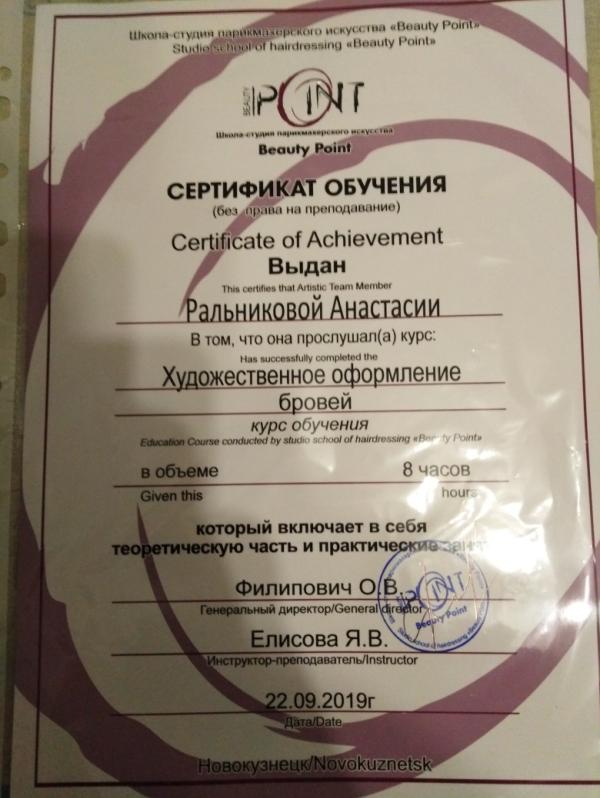 Школа-студия парикмахерского искусства «Beauty Point»
Studio school of hairdressing «Beauty Point»
BEAUTY POINT
Школа-студия парикмахерского искусства
Beauty Point
СЕРТИФИКАТ ОБУЧЕНИЯ
(без права на преподавание)
Certificate of Achievement
Выдан
This certifies that Artistic Team Member
Ральниковой Анастасии
В том, что она прослушал(а) курс:
Has successfully completed the
Художественное оформление
бровей
курс обучения
Education Course conducted by studio school of hairdressing «Beauty Point»
в объеме 8 часов
Given this hours
который включает в себя
теоретическую часть и практические
Филипович О.В.
Генеральный директор/General director
POINT
Beauty Point
Елисова Я.В.
Инструктор-преподаватель/Instructor
22.09.2019г
Дата/Date
Новокузнецк/Novokuznetsk